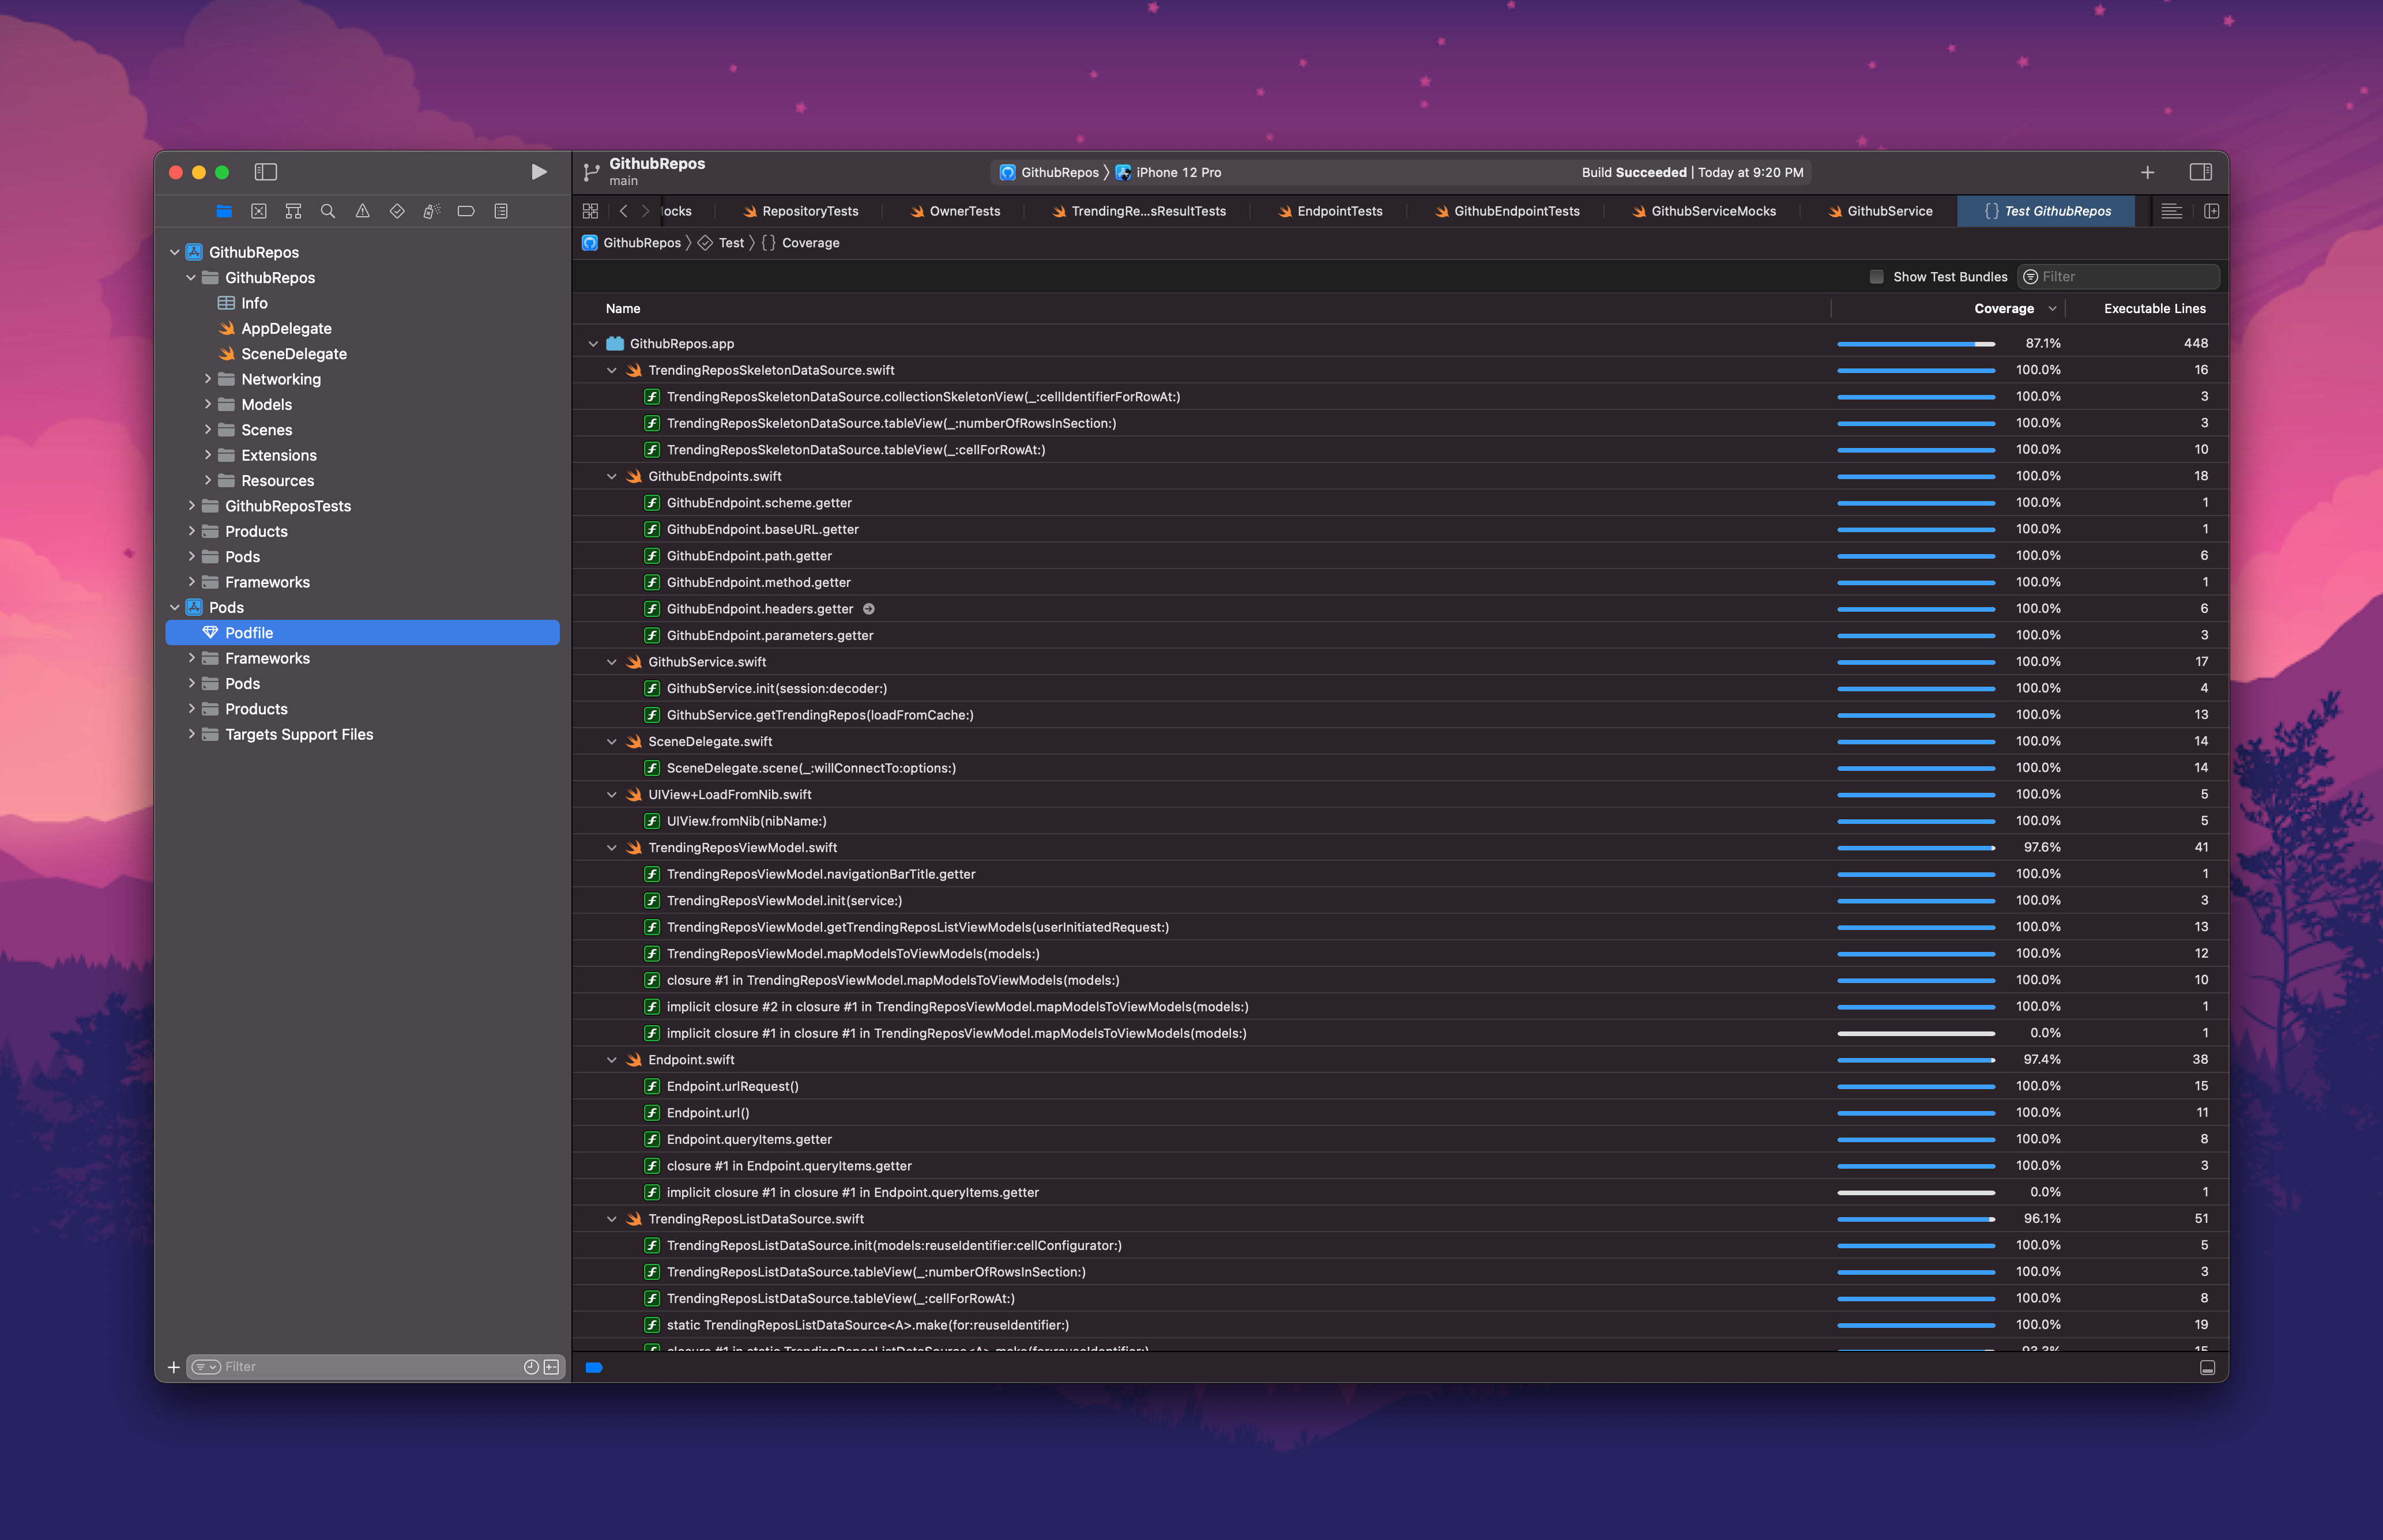 GithubRepos
main
GithubRepos
iPhone 12 Pro
Build Succeeded | Today at 9:20 PM
RepositoryTests
OwnerTests
TrendingRe...sResultTests
EndpointTests
GithubEndpointTests
GithubServiceMocks
GithubService
{ } Test GithubRepos
GithubRepos
Test
{ } Coverage
GithubRepos
GithubRepos
Info
AppDelegate
SceneDelegate
Networking
Models
Scenes
Extensions
Resources
GithubReposTests
Products
Pods
Frameworks
Pods
Podfile
Frameworks
Pods
Products
Targets Support Files
Filter
Show Test Bundles
Filter
Name Coverage Executable Lines
GithubRepos.app 87.1% 448
TrendingReposSkeletonDataSource.swift 100.0% 16
TrendingReposSkeletonDataSource.collectionSkeletonView(_:cellIdentifierForRowAt:) 100.0% 3
TrendingReposSkeletonDataSource.tableView(_:numberOfRowsInSection:) 100.0% 3
TrendingReposSkeletonDataSource.tableView(_:cellForRowAt:) 100.0% 10
GithubEndpoints.swift 100.0% 18
GithubEndpoint.scheme.getter 100.0% 1
GithubEndpoint.baseURL.getter 100.0% 1
GithubEndpoint.path.getter 100.0% 6
GithubEndpoint.method.getter 100.0% 1
GithubEndpoint.headers.getter 100.0% 6
GithubEndpoint.parameters.getter 100.0% 3
GithubService.swift 100.0% 17
GithubService.init(session:decoder:) 100.0% 4
GithubService.getTrendingRepos(loadFromCache:) 100.0% 13
SceneDelegate.swift 100.0% 14
SceneDelegate.scene(_:willConnectTo:options:) 100.0% 14
UIView+LoadFromNib.swift 100.0% 5
UIView.fromNib(nibName:) 100.0% 5
TrendingReposViewModel.swift 97.6% 41
TrendingReposViewModel.navigationBarTitle.getter 100.0% 1
TrendingReposViewModel.init(service:) 100.0% 3
TrendingReposViewModel.getTrendingReposListViewModels(userInitiatedRequest:) 100.0% 13
TrendingReposViewModel.mapModelsToViewModels(models:) 100.0% 12
closure #1 in TrendingReposViewModel.mapModelsToViewModels(models:) 100.0% 10
implicit closure #2 in closure #1 in TrendingReposViewModel.mapModelsToViewModels(models:) 100.0% 1
implicit closure #1 in closure #1 in TrendingReposViewModel.mapModelsToViewModels(models:) 0.0% 1
Endpoint.swift 97.4% 38
Endpoint.urlRequest() 100.0% 15
Endpoint.url() 100.0% 11
Endpoint.queryItems.getter 100.0% 8
closure #1 in Endpoint.queryItems.getter 100.0% 3
implicit closure #1 in closure #1 in Endpoint.queryItems.getter 0.0% 1
TrendingReposListDataSource.swift 96.1% 51
TrendingReposListDataSource.init(models:reuseIdentifier:cellConfigurator:) 100.0% 5
TrendingReposListDataSource.tableView(_:numberOfRowsInSection:) 100.0% 3
TrendingReposListDataSource.tableView(_:cellForRowAt:) 100.0% 8
static TrendingReposListDataSource<A>.make(for:reuseIdentifier:) 100.0% 19